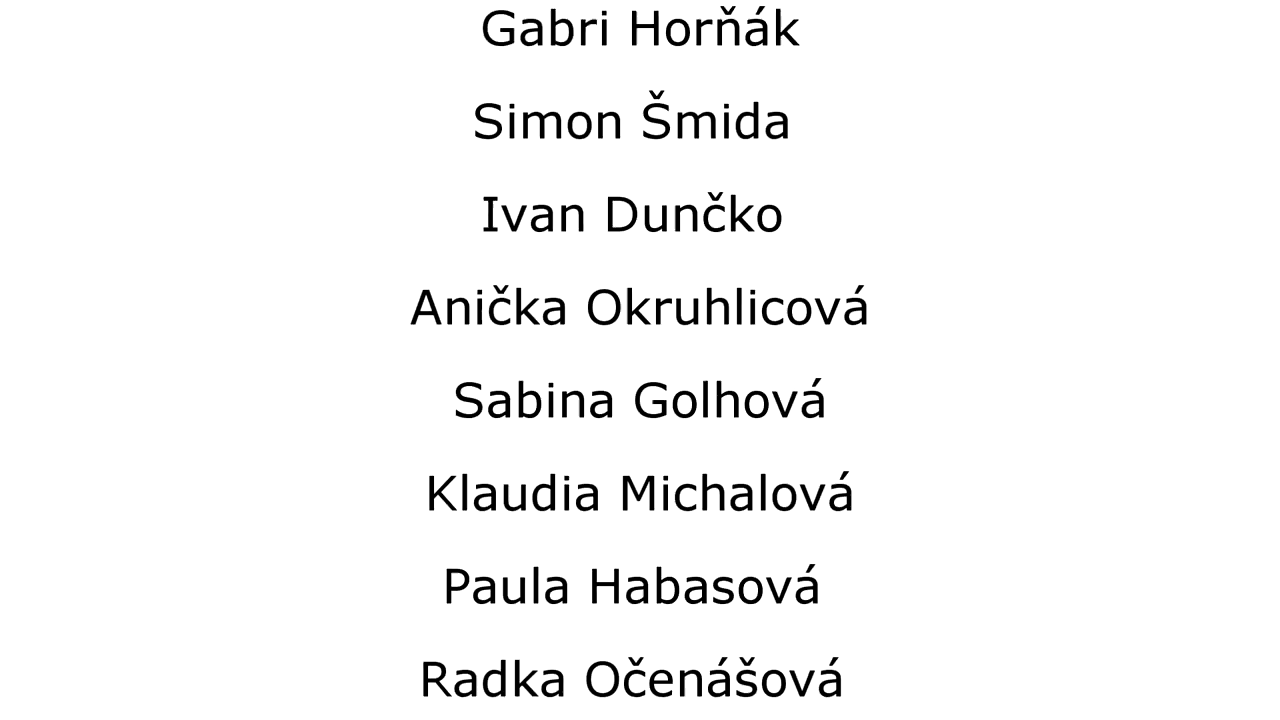 Gabri Horňák
Simon Šmida
Ivan Dunčko
Anička Okruhlicová
Sabina Golhová
Klaudia Michalová
Paula Habasová
Radka Očenášová